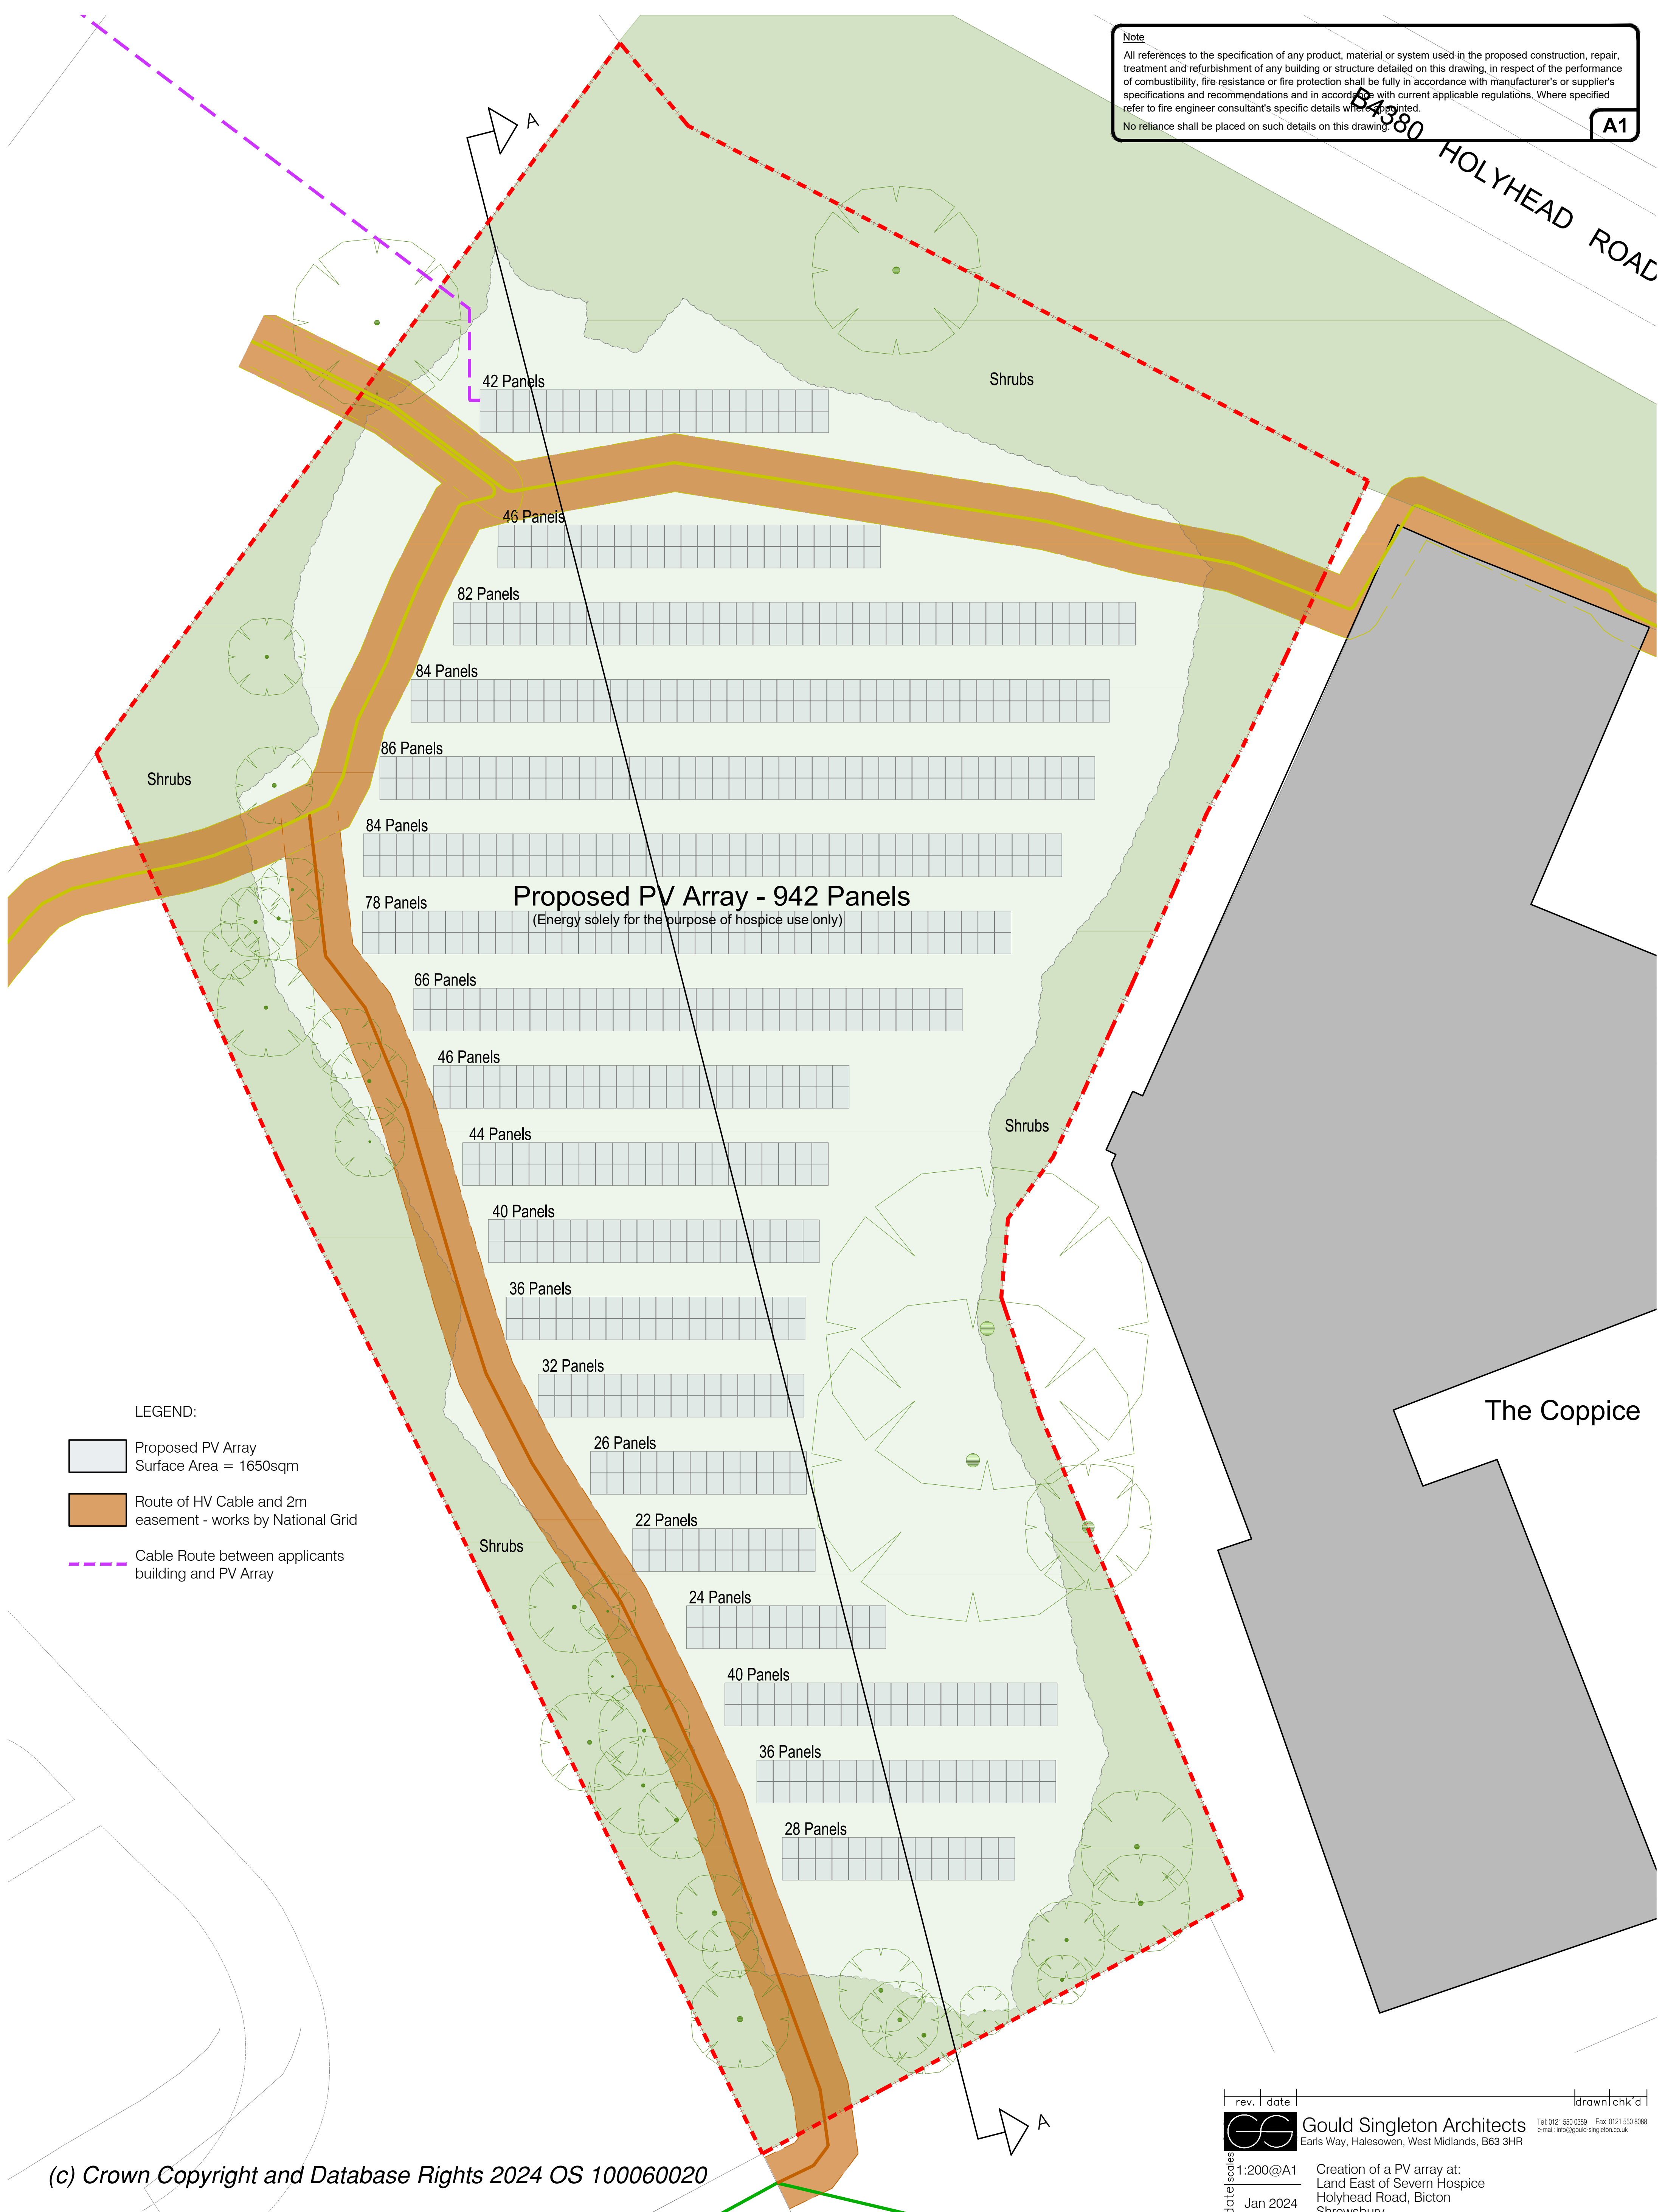 Note
All references to the specification of any product, material or system used in the proposed construction, repair,
treatment and refurbishment of any building or structure detailed on this drawing, in respect of the performance
of combustibility, fire resistance or fire protection shall be fully in accordance with manufacturer's or supplier's
specifications and recommendations and in accordance with current applicable regulations. Where specified
refer to fire engineer consultant's specific details where appointed.
No reliance shall be placed on such details on this drawing.
A1
B4380 HOLYHEAD ROAD
A
Shrubs
42 Panels
46 Panels
82 Panels
84 Panels
86 Panels
Shrubs
84 Panels
Proposed PV Array - 942 Panels
(Energy solely for the purpose of hospice use only)
78 Panels
66 Panels
46 Panels
Shrubs
44 Panels
40 Panels
36 Panels
32 Panels
The Coppice
26 Panels
22 Panels
Shrubs
24 Panels
40 Panels
36 Panels
28 Panels
LEGEND:
Proposed PV Array
Surface Area = 1650sqm
Route of HV Cable and 2m
easement - works by National Grid
Cable Route between applicants
building and PV Array
A
(c) Crown Copyright and Database Rights 2024 OS 100060020
rev. date drawn chk'd
GS
Gould Singleton Architects
Earls Way, Halesowen, West Midlands, B63 3HR
Tel: 0121 550 0359 Fax: 0121 550 8088
e-mail: info@gould-singleton.co.uk
scales
1:200@A1
date
Jan 2024
Creation of a PV array at:
Land East of Severn Hospice
Holyhead Road, Bicton
Shrewsbury